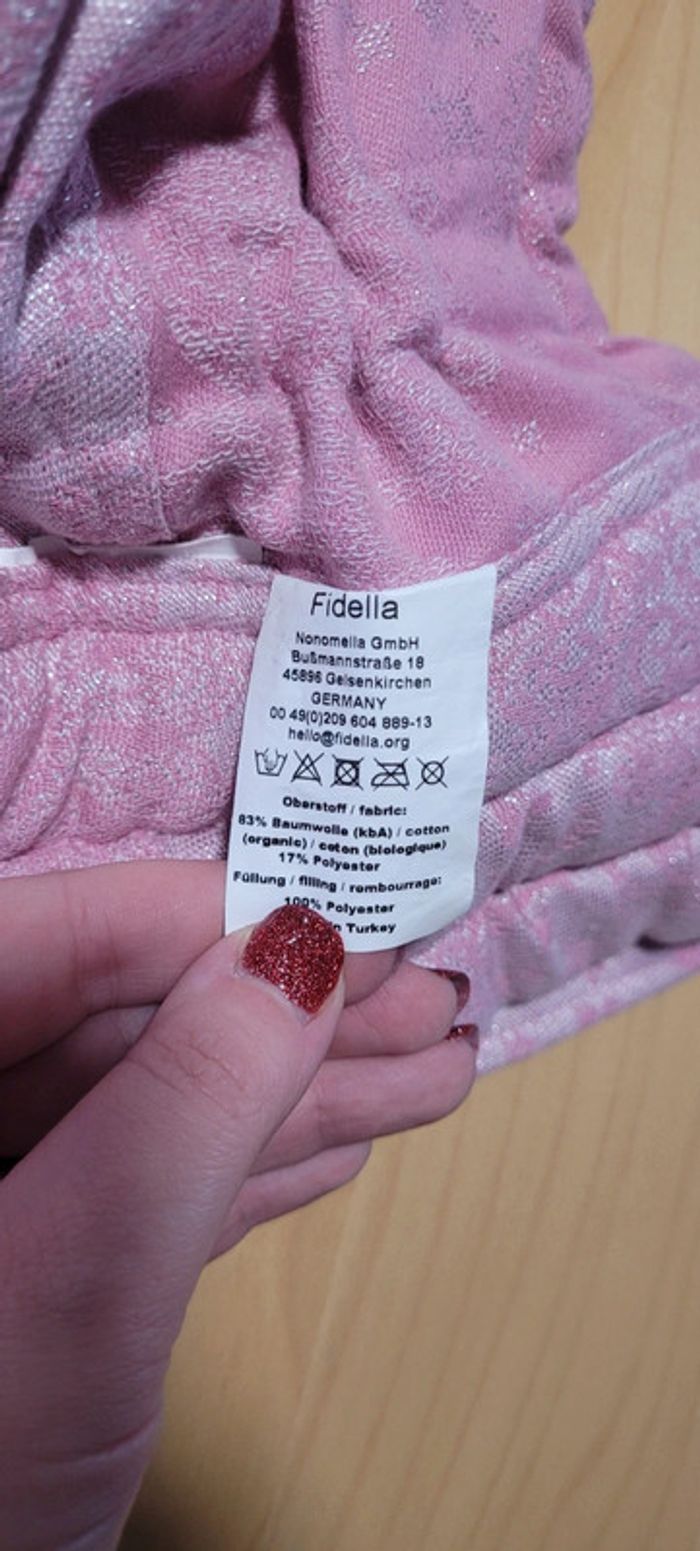 Fidella
Nonomella GmbH
Bußmannstraße 18
45896 Gelsenkirchen
GERMANY
00 49(0)209 604 889-13
hello@fidella.org
Oberstoff / fabric:
83% Baumwolle (kbA) / cotton
(organic) / coton (biologique)
17% Polyester
Füllung / filling / rembourrage:
100% Polyester
Turkey